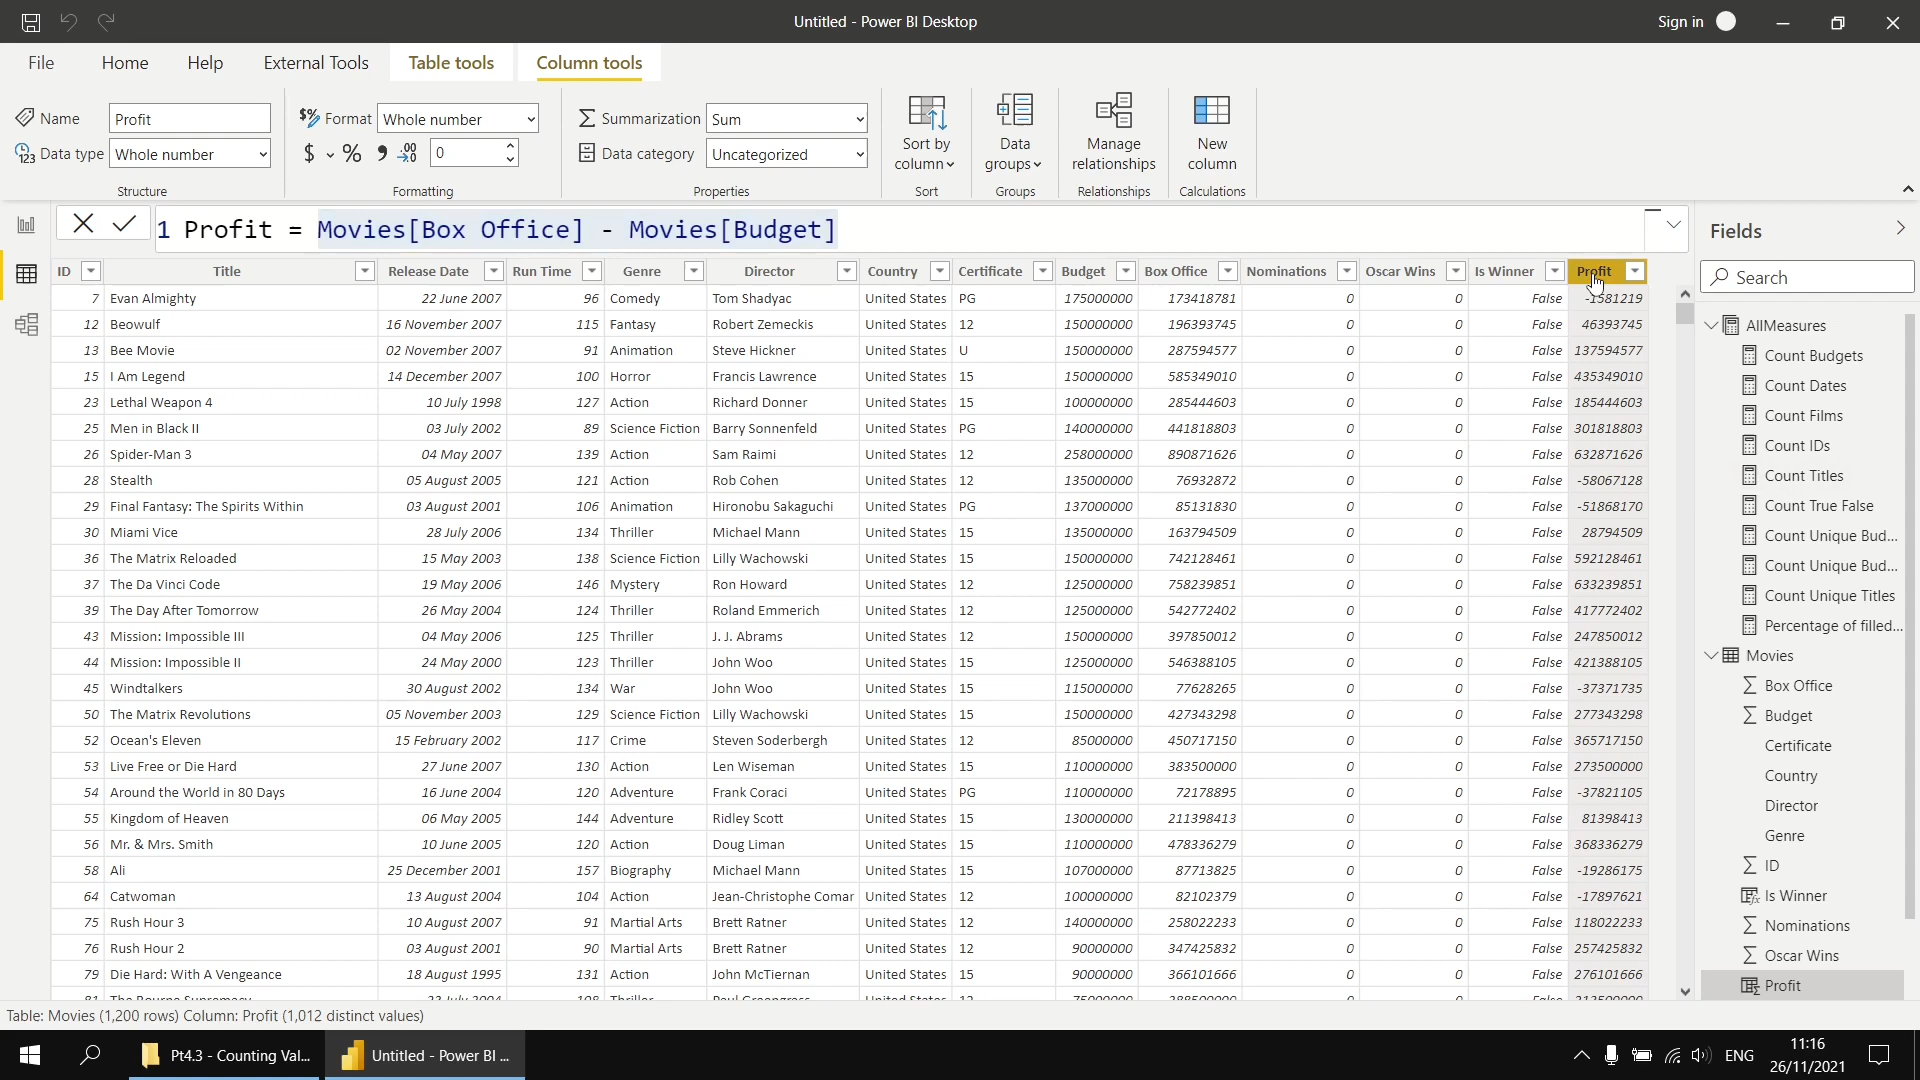 Untitled - Power BI Desktop
Sign in
File Home Help External Tools Table tools Column tools
Name Profit
Data type Whole number
Structure
Format Whole number
$ % , .00 0
Formatting
Summarization Sum
Data category Uncategorized
Properties
Sort by column
Sort
Data groups
Groups
Manage relationships
Relationships
New column
Calculations
1 Profit = Movies[Box Office] - Movies[Budget]
ID Title Release Date Run Time Genre Director Country Certificate Budget Box Office Nominations Oscar Wins Is Winner Profit
7 Evan Almighty 22 June 2007 96 Comedy Tom Shadyac United States PG 175000000 173418781 0 0 False -1581219
12 Beowulf 16 November 2007 115 Fantasy Robert Zemeckis United States 12 150000000 196393745 0 0 False 46393745
13 Bee Movie 02 November 2007 91 Animation Steve Hickner United States U 150000000 287594577 0 0 False 137594577
15 I Am Legend 14 December 2007 100 Horror Francis Lawrence United States 15 150000000 585349010 0 0 False 435349010
23 Lethal Weapon 4 10 July 1998 127 Action Richard Donner United States 15 100000000 285444603 0 0 False 185444603
25 Men in Black II 03 July 2002 89 Science Fiction Barry Sonnenfeld United States PG 140000000 441818803 0 0 False 301818803
26 Spider-Man 3 04 May 2007 139 Action Sam Raimi United States 12 258000000 890871626 0 0 False 632871626
28 Stealth 05 August 2005 121 Action Rob Cohen United States 12 135000000 76932872 0 0 False -58067128
29 Final Fantasy: The Spirits Within 03 August 2001 106 Animation Hironobu Sakaguchi United States PG 137000000 85131830 0 0 False -51868170
30 Miami Vice 28 July 2006 134 Thriller Michael Mann United States 15 135000000 163794509 0 0 False 28794509
36 The Matrix Reloaded 15 May 2003 138 Science Fiction Lilly Wachowski United States 15 150000000 742128461 0 0 False 592128461
37 The Da Vinci Code 19 May 2006 146 Mystery Ron Howard United States 12 125000000 758239851 0 0 False 633239851
39 The Day After Tomorrow 26 May 2004 124 Thriller Roland Emmerich United States 12 125000000 542772402 0 0 False 417772402
43 Mission: Impossible III 04 May 2006 125 Thriller J. J. Abrams United States 12 150000000 397850012 0 0 False 247850012
44 Mission: Impossible II 24 May 2000 123 Thriller John Woo United States 15 125000000 546388105 0 0 False 421388105
45 Windtalkers 30 August 2002 134 War John Woo United States 15 115000000 77628265 0 0 False -37371735
50 The Matrix Revolutions 05 November 2003 129 Science Fiction Lilly Wachowski United States 15 150000000 427343298 0 0 False 277343298
52 Ocean's Eleven 15 February 2002 117 Crime Steven Soderbergh United States 12 85000000 450717150 0 0 False 365717150
53 Live Free or Die Hard 27 June 2007 130 Action Len Wiseman United States 15 110000000 383500000 0 0 False 273500000
54 Around the World in 80 Days 16 June 2004 120 Adventure Frank Coraci United States PG 110000000 72178895 0 0 False -37821105
55 Kingdom of Heaven 06 May 2005 144 Adventure Ridley Scott United States 15 130000000 211398413 0 0 False 81398413
56 Mr. & Mrs. Smith 10 June 2005 120 Action Doug Liman United States 15 110000000 478336279 0 0 False 368336279
58 Ali 25 December 2001 157 Biography Michael Mann United States 15 107000000 87713825 0 0 False -19286175
64 Catwoman 13 August 2004 104 Action Jean-Christophe Comar United States 12 100000000 82102379 0 0 False -17897621
75 Rush Hour 3 10 August 2007 91 Martial Arts Brett Ratner United States 12 140000000 258022233 0 0 False 118022233
76 Rush Hour 2 03 August 2001 90 Martial Arts Brett Ratner United States 12 90000000 347425832 0 0 False 257425832
79 Die Hard: With A Vengeance 18 August 1995 131 Action John McTiernan United States 15 90000000 366101666 0 0 False 276101666
Fields
Search
AllMeasures
Count Budgets
Count Dates
Count Films
Count IDs
Count Titles
Count True False
Count Unique Bud...
Count Unique Bud...
Count Unique Titles
Percentage of filled...
Movies
Box Office
Budget
Certificate
Country
Director
Genre
ID
Is Winner
Nominations
Oscar Wins
Profit
Table: Movies (1,200 rows) Column: Profit (1,012 distinct values)
Pt4.3 - Counting Val...
Untitled - Power BI ...
ENG
11:16
26/11/2021